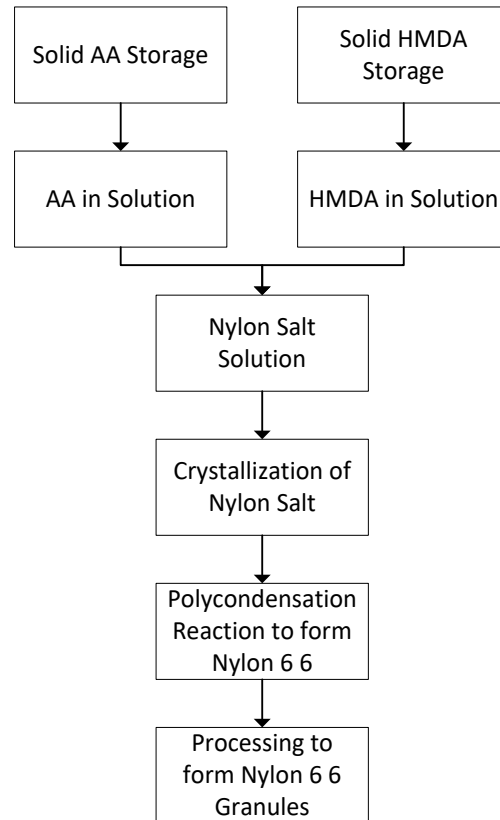 Solid AA Storage
Solid HMDA
Storage
AA in Solution
HMDA in Solution
Nylon Salt
Solution
Crystallization of
Nylon Salt
Polycondensation
Reaction to form
Nylon 6 6
Processing to
form Nylon 6 6
Granules